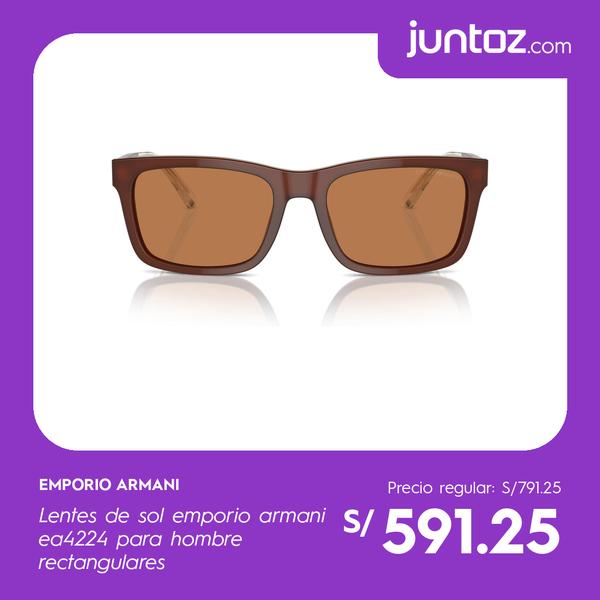 juntoz.com
EMPORIO ARMANI
Lentes de sol emporio armani
ea4224 para hombre
rectangulares
Precio regular: S/791.25
S/ 591.25